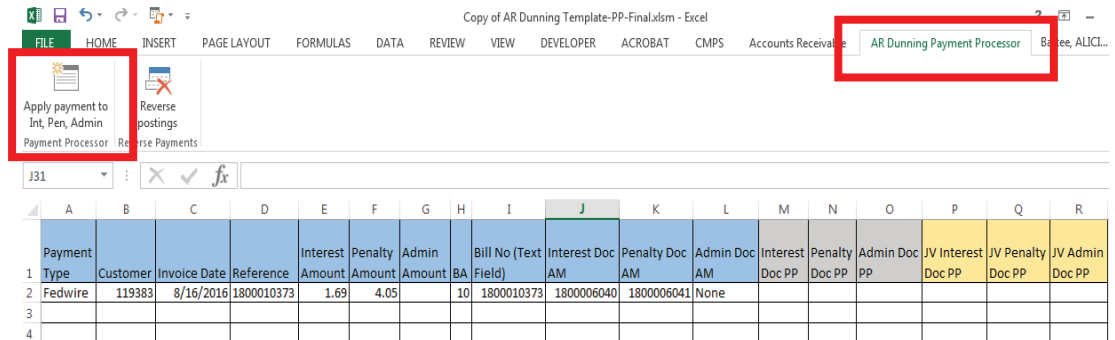 Copy of AR Dunning Template-PP-Final.xlsm - Excel
FILE HOME INSERT PAGE LAYOUT FORMULAS DATA REVIEW VIEW DEVELOPER ACROBAT CMPS Accounts Receivable AR Dunning Payment Processor ALICI...
Apply payment to Int, Pen, Admin
Reverse postings
Payment Processor Reverse Payments
J31 fx
A B C D E F G H I J K L M N O P Q R
1 Payment Type Customer Invoice Date Reference Interest Amount Penalty Amount Admin Amount BA Bill No (Text Field) Interest Doc AM Penalty Doc AM Admin Doc AM Interest Doc PP Penalty Doc PP Admin Doc PP JV Interest Doc PP JV Penalty Doc PP JV Admin Doc PP
2 Fedwire 119383 8/16/2016 1800010373 1.69 4.05 10 1800010373 1800006040 1800006041 None
3
4